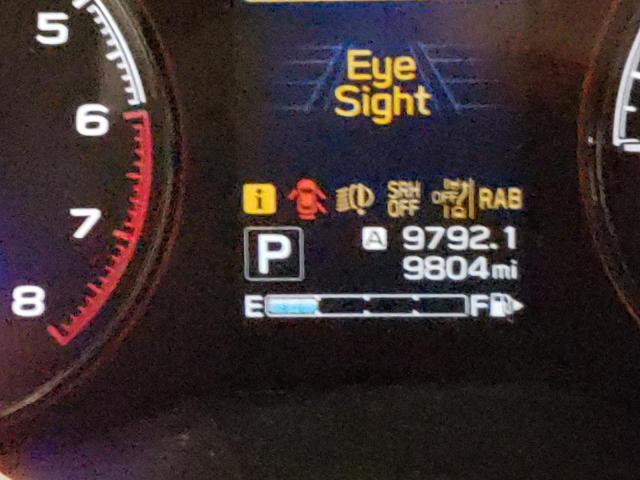 5
6
7
8
Eye
Sight
i
SRH
OFF
OFF
RAB
P
A 9792.1
9804mi
E F